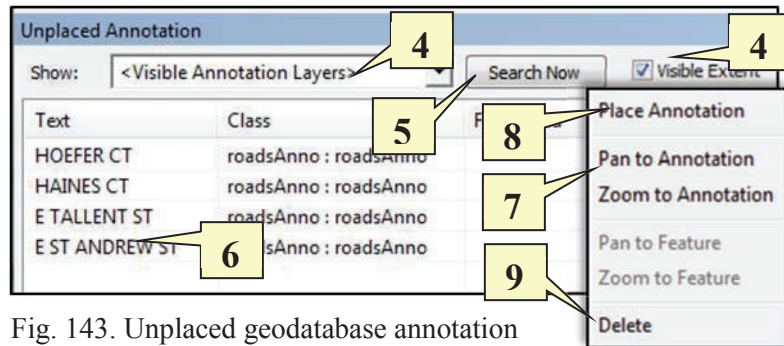 Unplaced Annotation
4
4
Show: <Visible Annotation Layers> Search Now Visible Extent
5
Text Class
8
Place Annotation
HOEFER CT roadsAnno : roadsAnno
Pan to Annotation
HAINES CT roadsAnno : roadsAnno
7
Zoom to Annotation
E TALLENT ST roadsAnno : roadsAnno
E ST ANDREW ST roadsAnno : roadsAnno
6
Pan to Feature
9
Zoom to Feature
Delete
Fig. 143. Unplaced geodatabase annotation